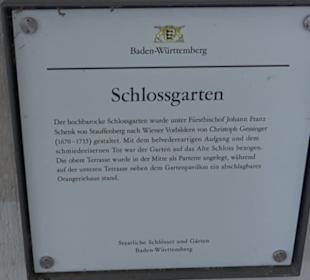 Baden-Württemberg
Schlossgarten
Der hochbarocke Schlossgarten wurde unter Fürstbischof Johann Franz
Schenk von Stauffenberg nach Wiener Vorbildern von Christoph Gessinger
(1670–1733) gestaltet. Mit dem belvederartigen Aufgang und dem
schmiedeeisernen Tor war der Garten auf das Alte Schloss bezogen.
Die obere Terrasse wurde in der Mitte als Parterre angelegt, während
auf der unteren Terrasse neben dem Gartenpavillon ein abschlagbares
Orangeriehaus stand.
Staatliche Schlösser und Gärten
Baden-Württemberg